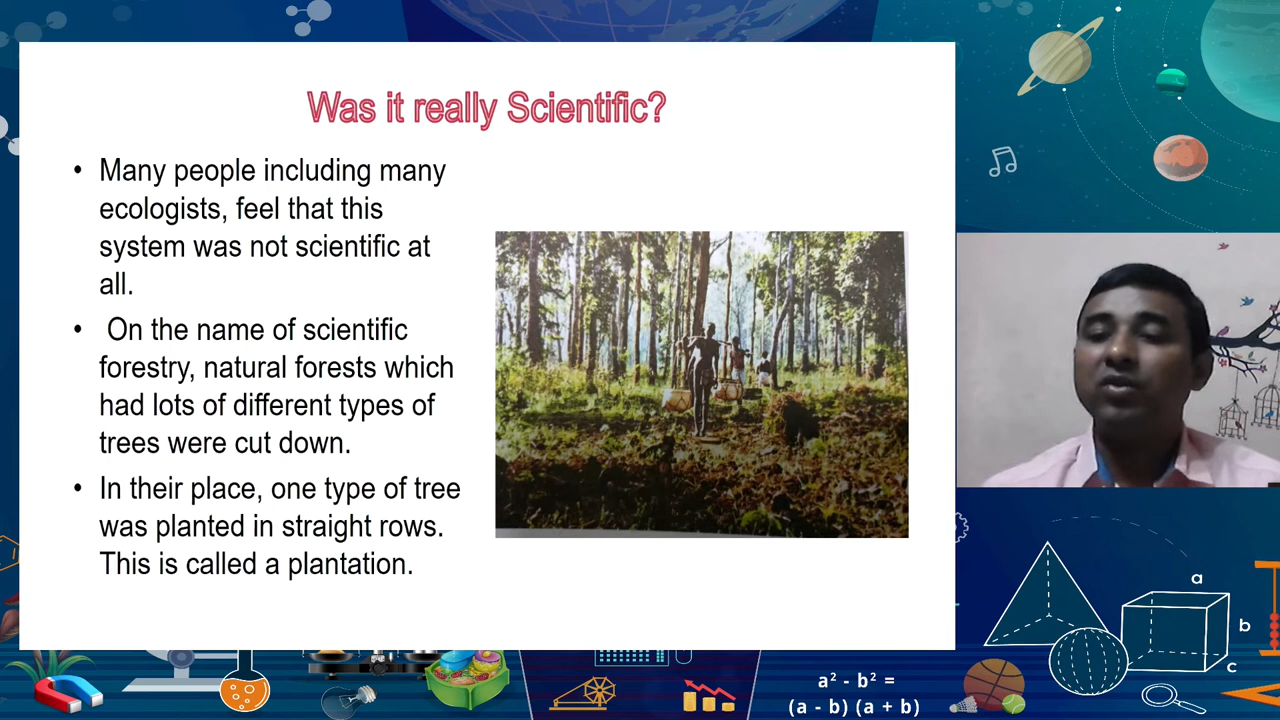 Was it really Scientific?
• Many people including many
ecologists, feel that this
system was not scientific at
all.
• On the name of scientific
forestry, natural forests which
had lots of different types of
trees were cut down.
• In their place, one type of tree
was planted in straight rows.
This is called a plantation.
a
b
c
a² - b² =
(a - b) (a + b)